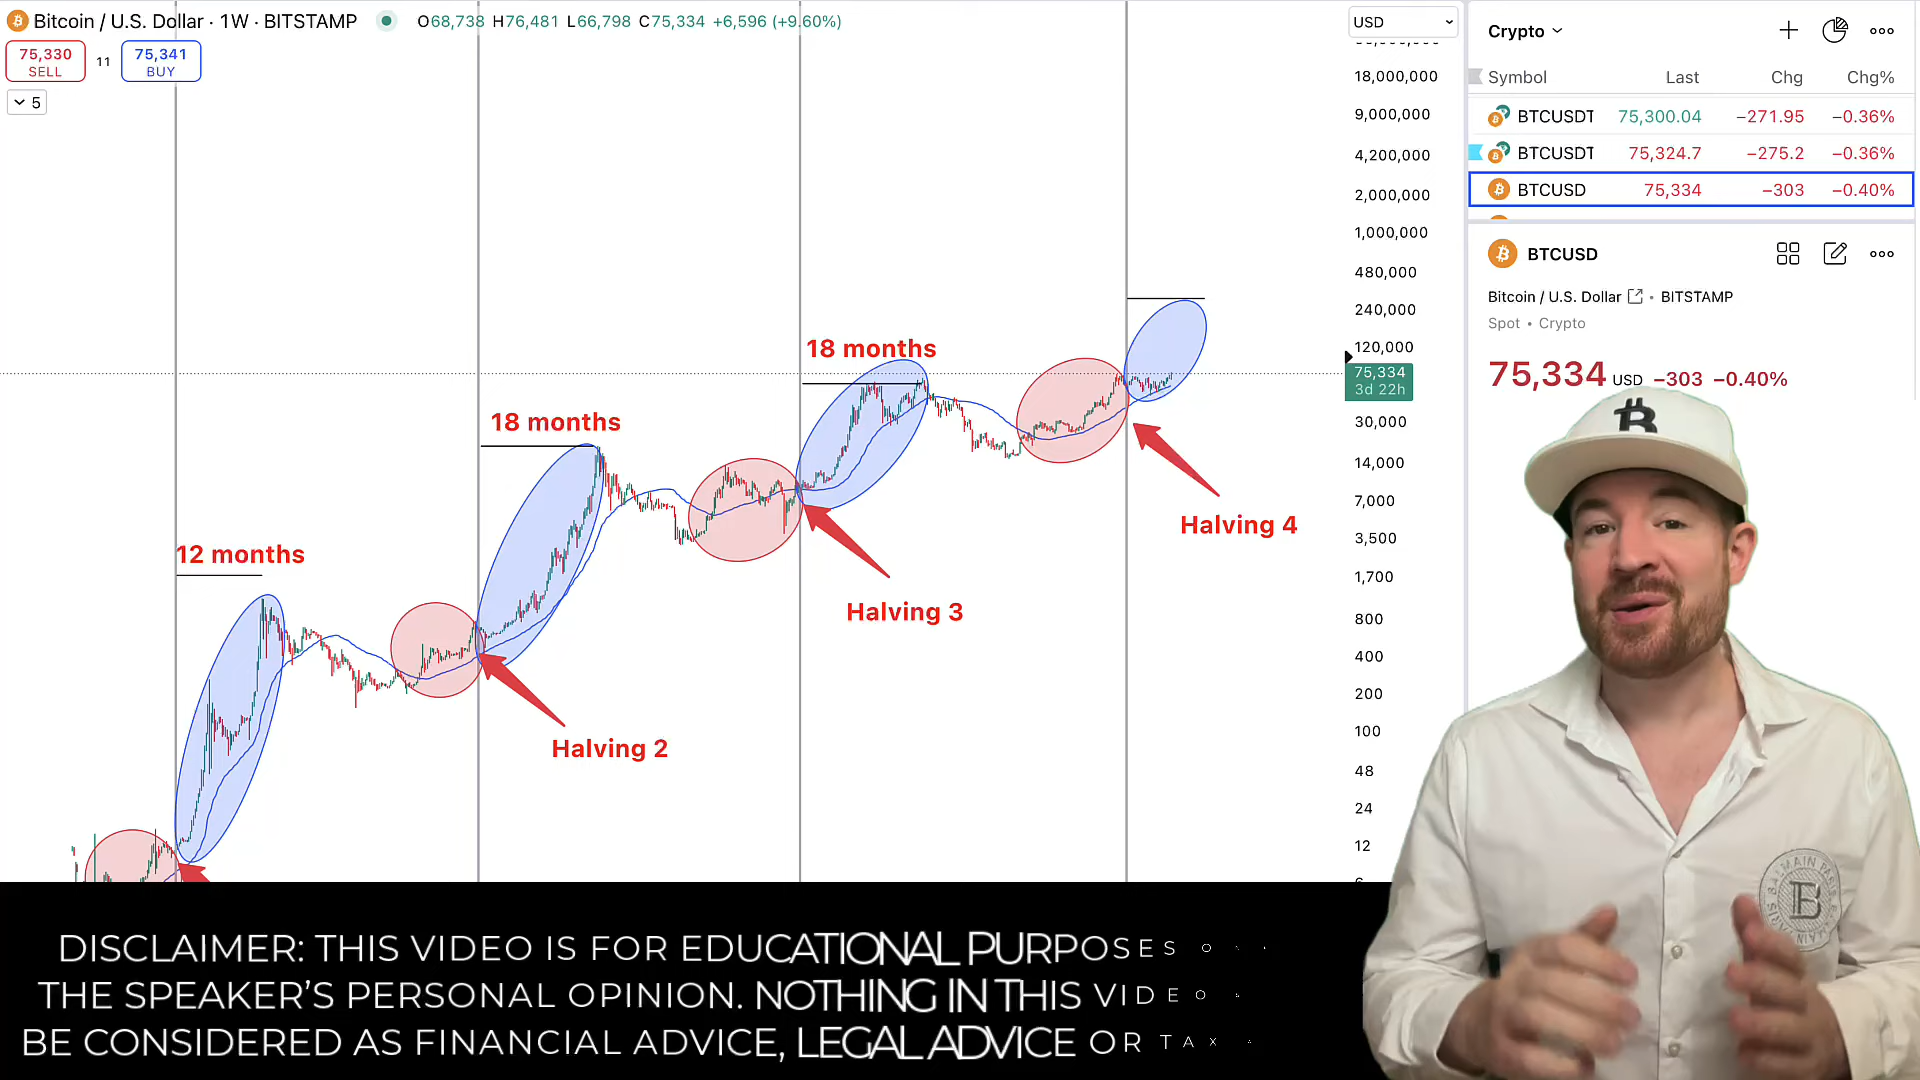 Bitcoin / U.S. Dollar · 1W · BITSTAMP
O68,738 H76,481 L66,798 C75,334 +6,596 (+9.60%)
75,330
SELL
11
75,341
BUY
5
USD
18,000,000
9,000,000
4,200,000
2,000,000
1,000,000
480,000
240,000
120,000
75,334
3d 22h
30,000
14,000
7,000
3,500
1,700
800
400
200
100
48
24
12
12 months
18 months
18 months
Halving 2
Halving 3
Halving 4
Crypto
Symbol Last Chg Chg%
BTCUSDT 75,300.04 −271.95 −0.36%
BTCUSDT 75,324.7 −275.2 −0.36%
BTCUSD 75,334 −303 −0.40%
BTCUSD
Bitcoin / U.S. Dollar • BITSTAMP
Spot • Crypto
75,334 USD −303 −0.40%
B
BALMAIN PARIS
B
DISCLAIMER: THIS VIDEO IS FOR EDUCATIONAL PURPOSES O
THE SPEAKER'S PERSONAL OPINION. NOTHING IN THIS VIDEO
BE CONSIDERED AS FINANCIAL ADVICE, LEGAL ADVICE OR TAX